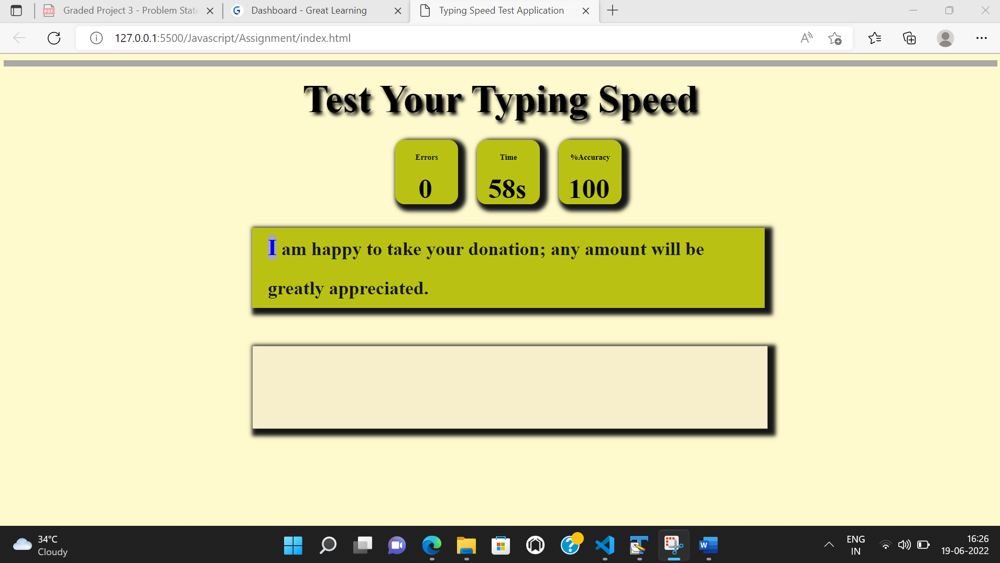 Graded Project 3 - Problem State
Dashboard - Great Learning
Typing Speed Test Application
127.0.0.1:5500/Javascript/Assignment/index.html
Test Your Typing Speed
Errors Time %Accuracy
0 58s 100
I am happy to take your donation; any amount will be
greatly appreciated.
34°C
Cloudy
ENG
IN
16:26
19-06-2022